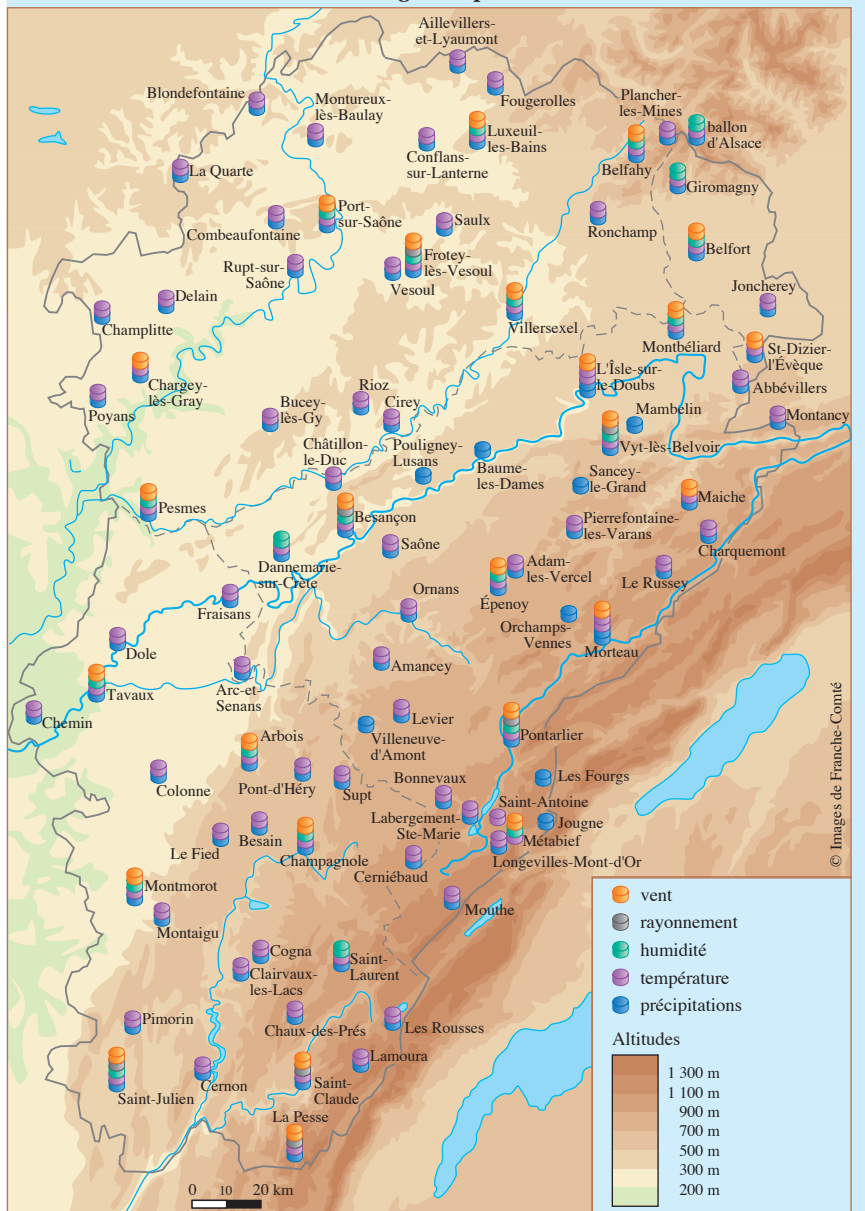 Aillevillers-
et-Lyaumont
Blondefontaine
Montureux-
lès-Baulay
Fougerolles
Plancher-
les-Mines
Luxeuil-
les-Bains
ballon
d'Alsace
Conflans-
sur-Lanterne
Belfahy
La Quarte
Giromagny
Port-
sur-Saône
Combeaufontaine
Saulx
Ronchamp
Belfort
Frotey-
lès-Vesoul
Rupt-sur-
Saône
Vesoul
Delain
Joncherey
Champlitte
Villersexel
Montbéliard
St-Dizier-
l'Évèque
L'Îsle-sur-
le-Doubs
Chargey-
lès-Gray
Abbévillers
Poyans
Rioz
Bucey-
lès-Gy
Cirey
Mambelin
Montancy
Châtillon-
le-Duc
Pouligney-
Lusans
Vyt-lès-Belvoir
Baume-
les-Dames
Sancey-
le-Grand
Pesmes
Maiche
Besançon
Pierrefontaine-
les-Varans
Charquemont
Saône
Dannemarie-
sur-Crète
Adam-
les-Vercel
Le Russey
Fraisans
Ornans
Épenoy
Orchamps-
Vennes
Dole
Morteau
Amancey
Arc-et-
Senans
Tavaux
Chemin
Levier
Villeneuve-
d'Amont
Arbois
Pontarlier
Colonne
Pont-d'Héry
Supt
Bonnevaux
Les Fourgs
Saint-Antoine
Labergement-
Ste-Marie
Jougne
Le Fied
Besain
Champagnole
Métabief
Cerniébaud
Longevilles-Mont-d'Or
Montmorot
Mouthe
Montaigu
Cogna
Saint-
Laurent
Clairvaux-
les-Lacs
Pimorin
Chaux-des-Prés
Les Rousses
Lamoura
Saint-Julien
Cernon
Saint-
Claude
La Pesse
0 10 20 km
© Images de Franche-Comté
vent
rayonnement
humidité
température
précipitations
Altitudes
1 300 m
1 100 m
900 m
700 m
500 m
300 m
200 m